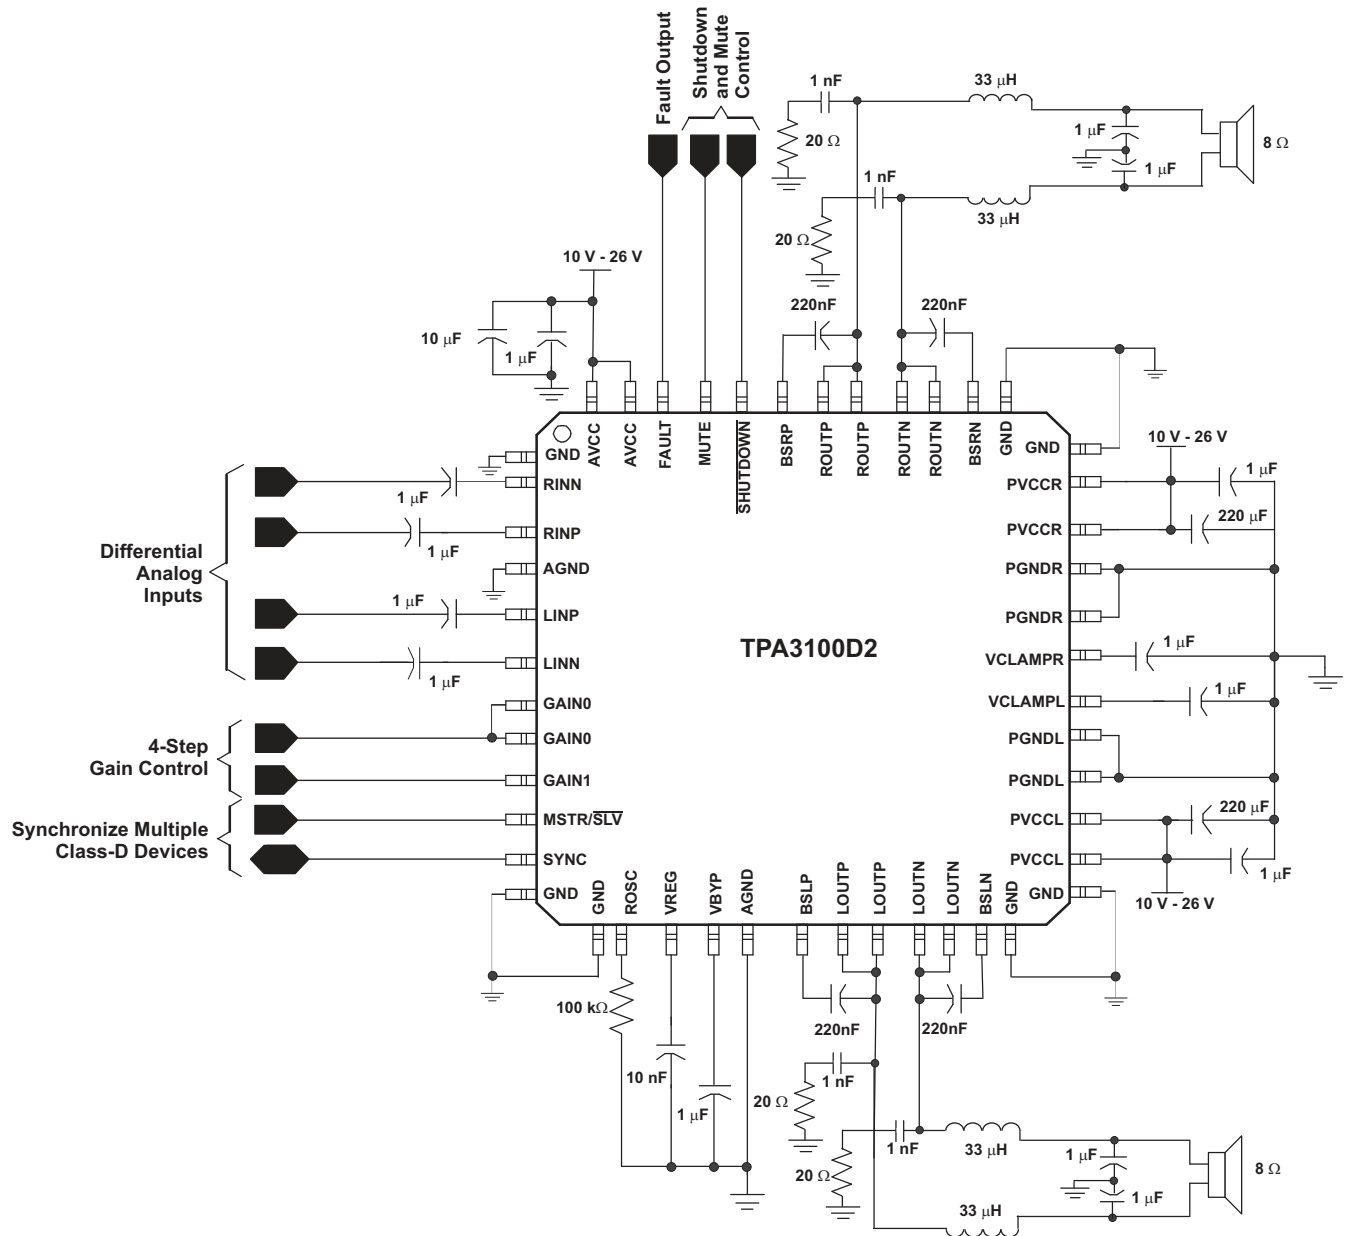 Fault Output
Shutdown
and Mute
Control
1 nF
20 Ω
33 μH
1 μF
1 μF
8 Ω
1 nF
20 Ω
33 μH
10 V - 26 V
10 μF
1 μF
220nF
220nF
AVCC
AVCC
FAULT
MUTE
SHUTDOWN
BSRP
ROUTP
ROUTP
ROUTN
ROUTN
BSRN
GND
Differential
Analog
Inputs
1 μF
1 μF
1 μF
1 μF
4-Step
Gain Control
Synchronize Multiple
Class-D Devices
GND
RINN
RINP
AGND
LINP
LINN
GAIN0
GAIN0
GAIN1
MSTR/SLV
SYNC
GND
TPA3100D2
GND
PVCCR
PVCCR
PGNDR
PGNDR
VCLAMPR
VCLAMPL
PGNDL
PGNDL
PVCCL
PVCCL
GND
10 V - 26 V
1 μF
220 μF
1 μF
1 μF
220 μF
1 μF
10 V - 26 V
GND
ROSC
VREG
VBYP
AGND
BSLP
LOUTP
LOUTP
LOUTN
LOUTN
BSLN
GND
100 kΩ
10 nF
1 μF
220nF
220nF
1 nF
20 Ω
1 nF
20 Ω
33 μH
1 μF
1 μF
8 Ω
33 μH